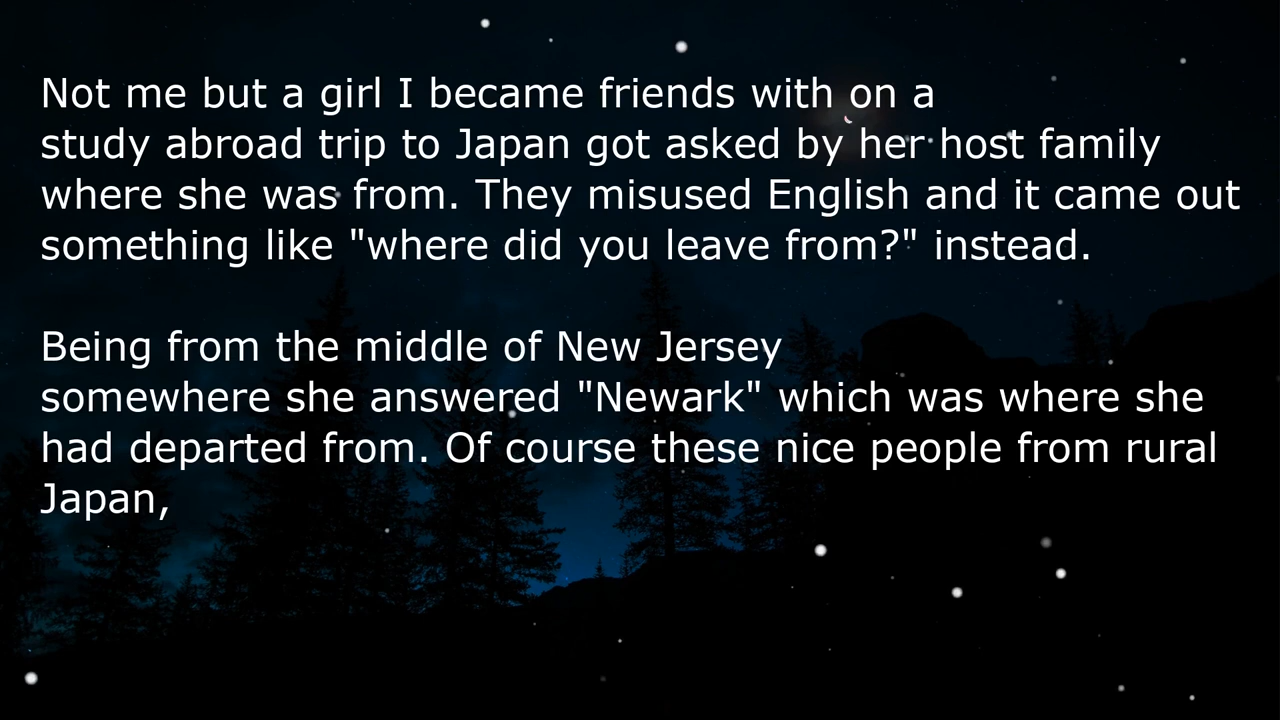 Not me but a girl I became friends with on a
study abroad trip to Japan got asked by her host family
where she was from. They misused English and it came out
something like "where did you leave from?" instead.
Being from the middle of New Jersey
somewhere she answered "Newark" which was where she
had departed from. Of course these nice people from rural
Japan,